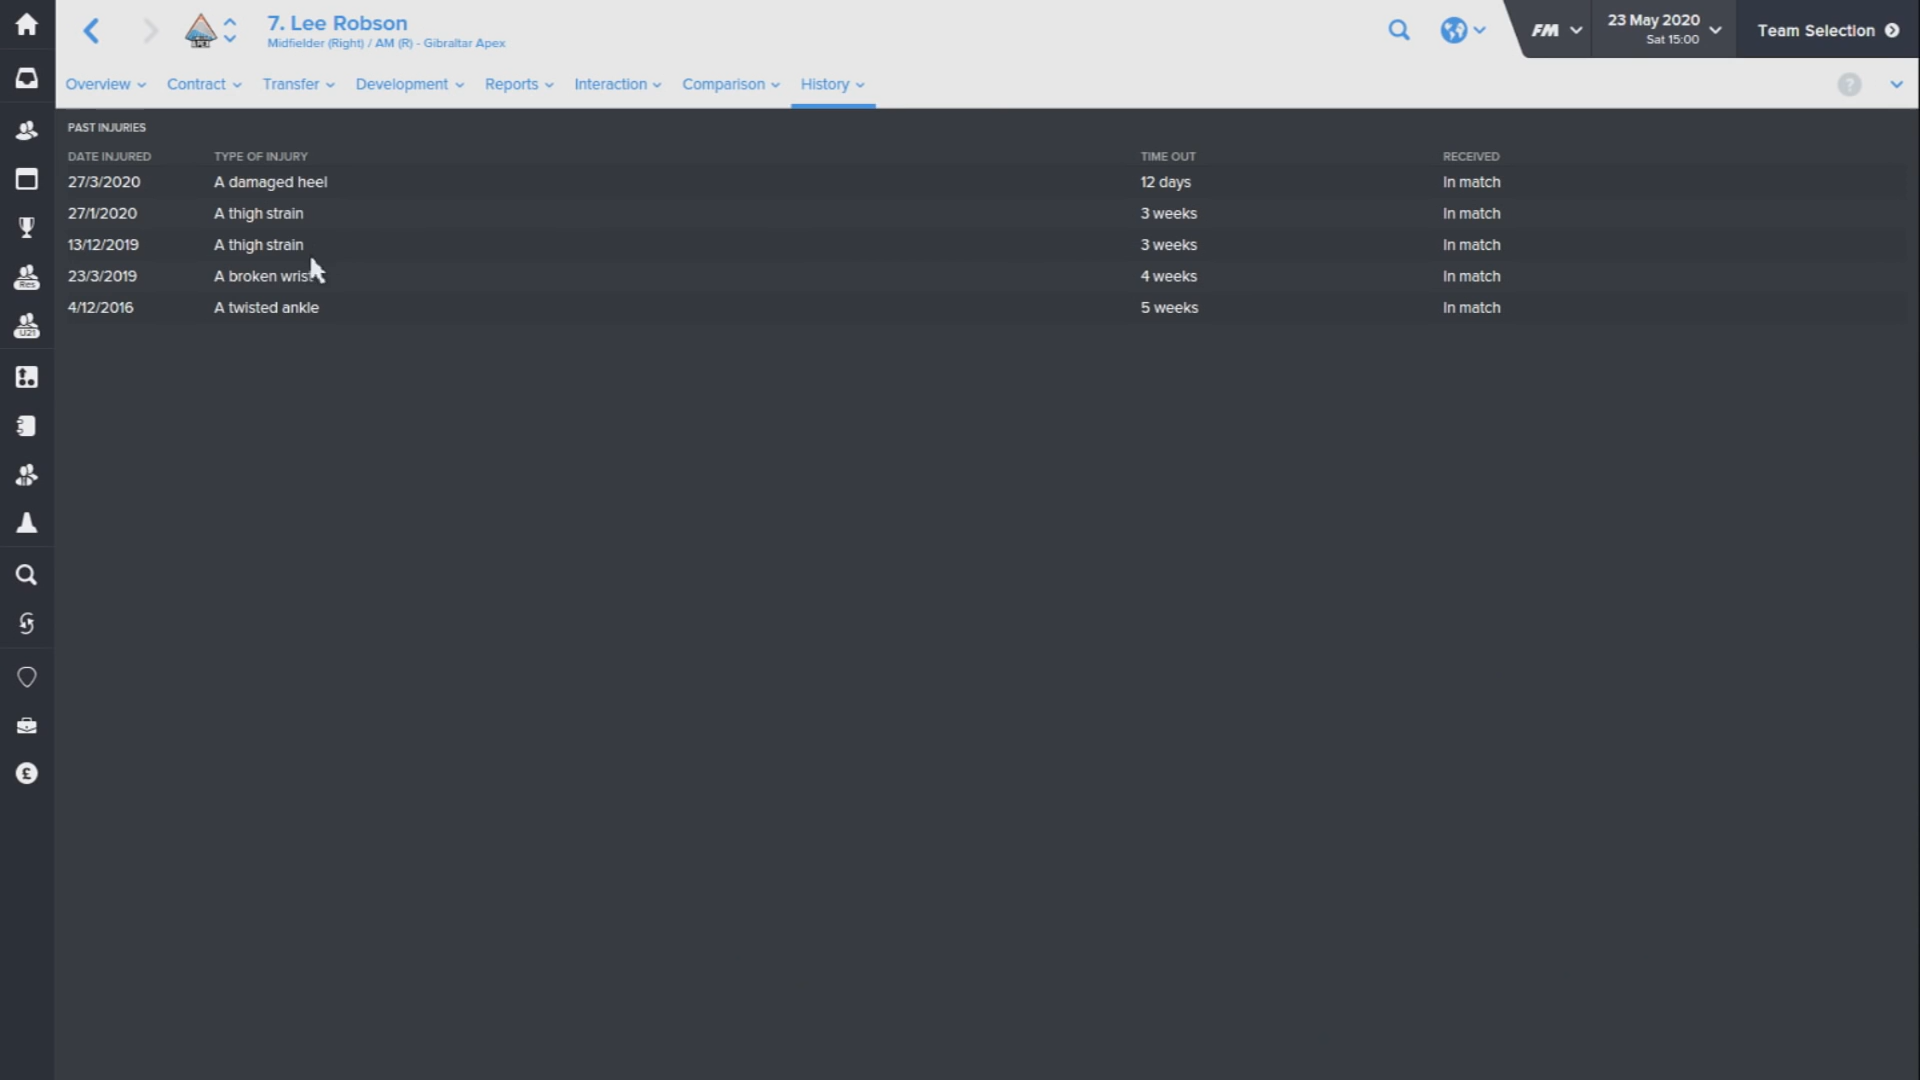 7. Lee Robson
Midfielder (Right) / AM (R) - Gibraltar Apex
FM
23 May 2020
Sat 15:00
Team Selection
Overview
Contract
Transfer
Development
Reports
Interaction
Comparison
History
?
PAST INJURIES
DATE INJURED TYPE OF INJURY TIME OUT RECEIVED
27/3/2020 A damaged heel 12 days In match
27/1/2020 A thigh strain 3 weeks In match
13/12/2019 A thigh strain 3 weeks In match
23/3/2019 A broken wrist 4 weeks In match
4/12/2016 A twisted ankle 5 weeks In match
Res
U21
£